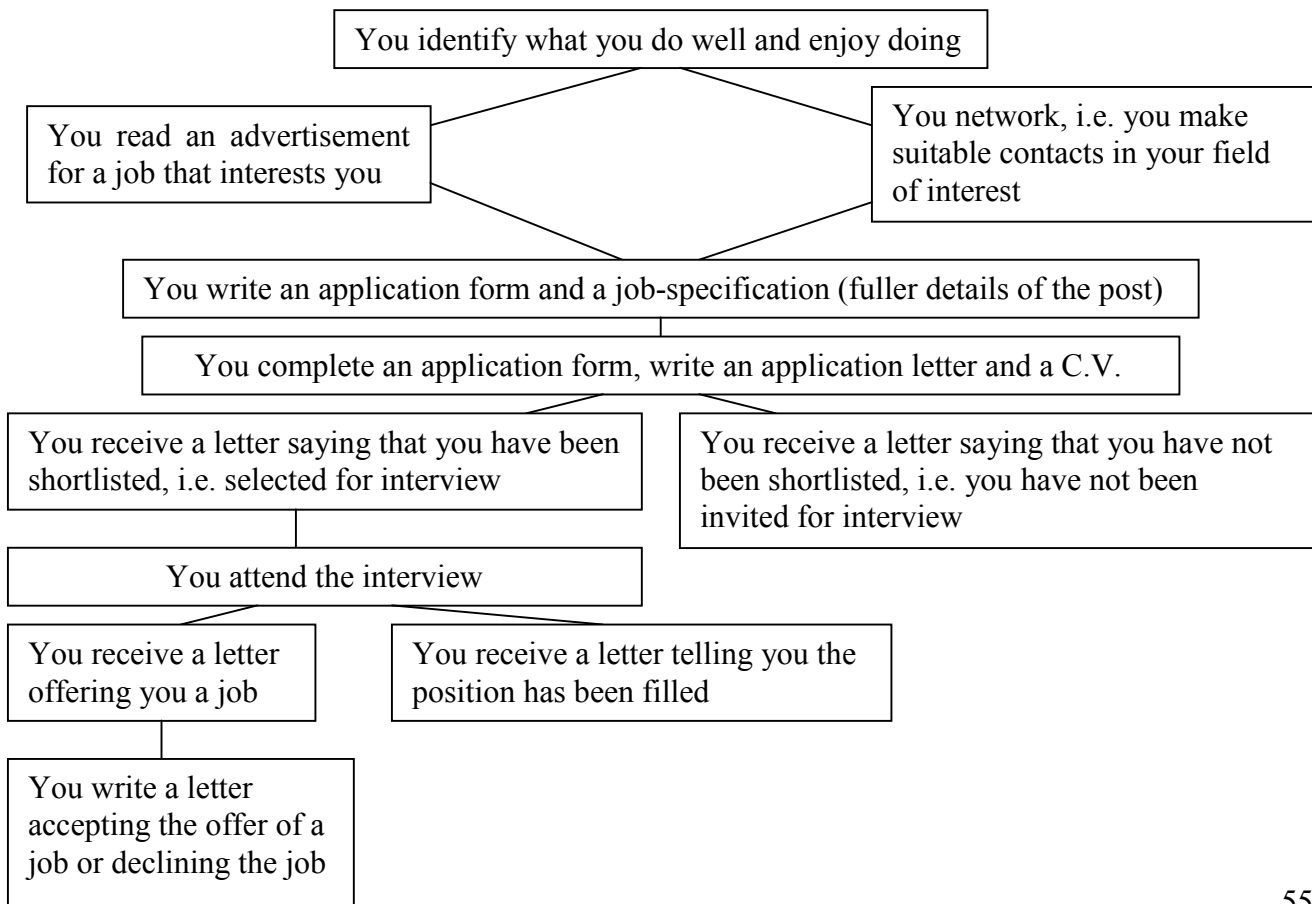 You identify what you do well and enjoy doing
You read an advertisement
for a job that interests you
You network, i.e. you make
suitable contacts in your field
of interest
You write an application form and a job-specification (fuller details of the post)
You complete an application form, write an application letter and a C.V.
You receive a letter saying that you have been
shortlisted, i.e. selected for interview
You receive a letter saying that you have not
been shortlisted, i.e. you have not been
invited for interview
You attend the interview
You receive a letter
offering you a job
You receive a letter telling you the
position has been filled
You write a letter
accepting the offer of a
job or declining the job
55